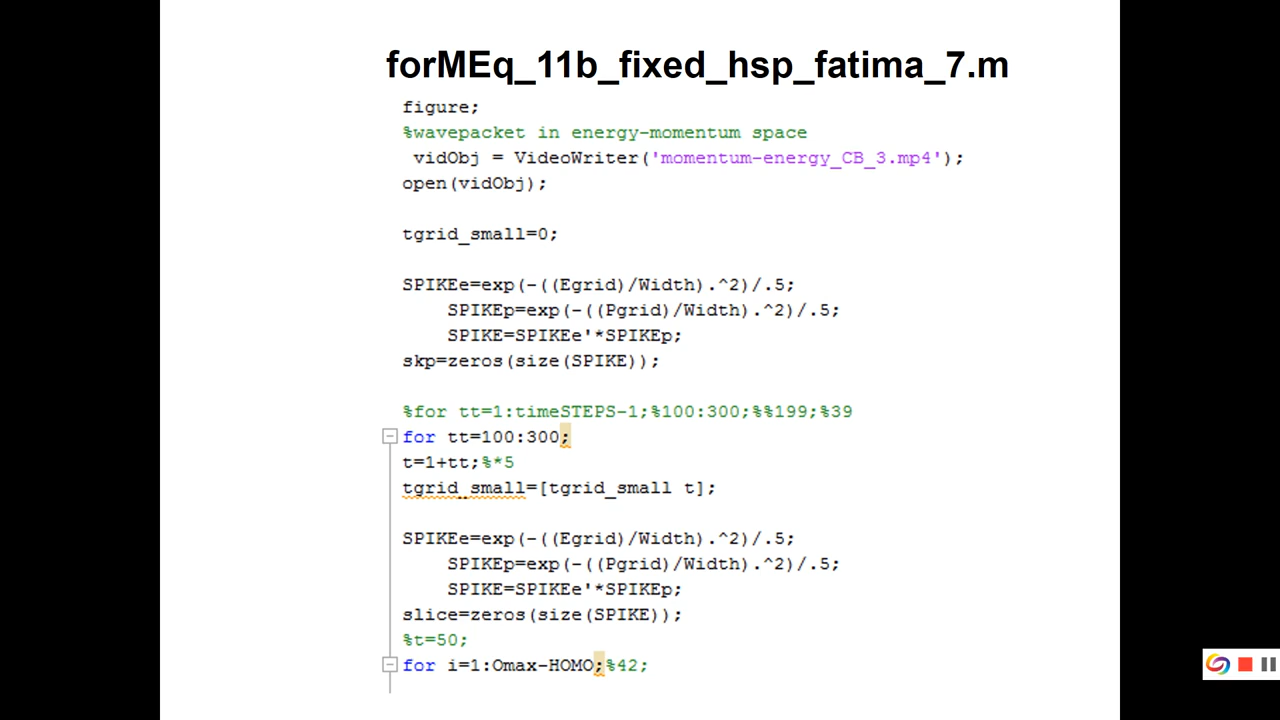 forMEq_11b_fixed_hsp_fatima_7.m
figure;
%wavepacket in energy-momentum space
vidObj = VideoWriter('momentum-energy_CB_3.mp4');
open(vidObj);
tgrid_small=0;
SPIKEe=exp(-((Egrid)/Width).^2)/.5;
SPIKEp=exp(-((Pgrid)/Width).^2)/.5;
SPIKE=SPIKEe'*SPIKEp;
skp=zeros(size(SPIKE));
%for tt=1:timeSTEPS-1;%100:300;%%199;%39
for tt=100:300;
t=1+tt;%*5
tgrid_small=[tgrid_small t];
SPIKEe=exp(-((Egrid)/Width).^2)/.5;
SPIKEp=exp(-((Pgrid)/Width).^2)/.5;
SPIKE=SPIKEe'*SPIKEp;
slice=zeros(size(SPIKE));
%t=50;
for i=1:Omax-HOMO;%42;